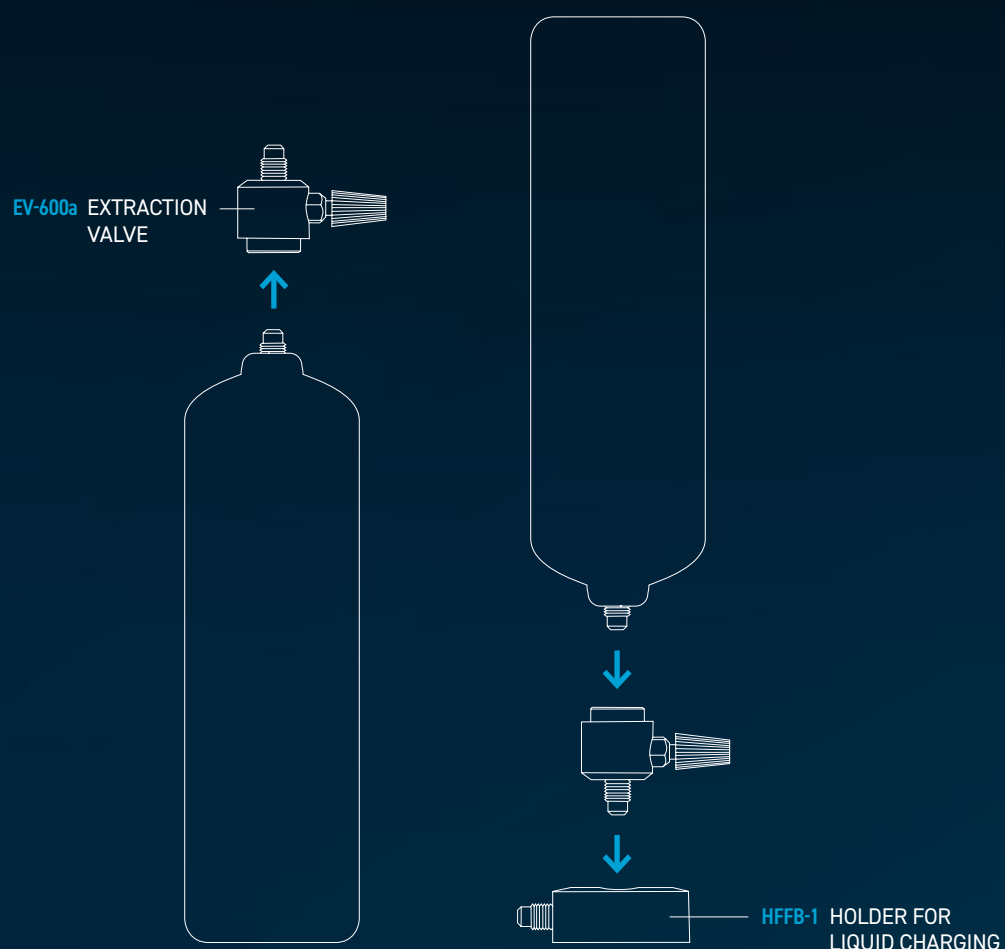 EV-600a EXTRACTION
VALVE
HFFB-1 HOLDER FOR
LIQUID CHARGING